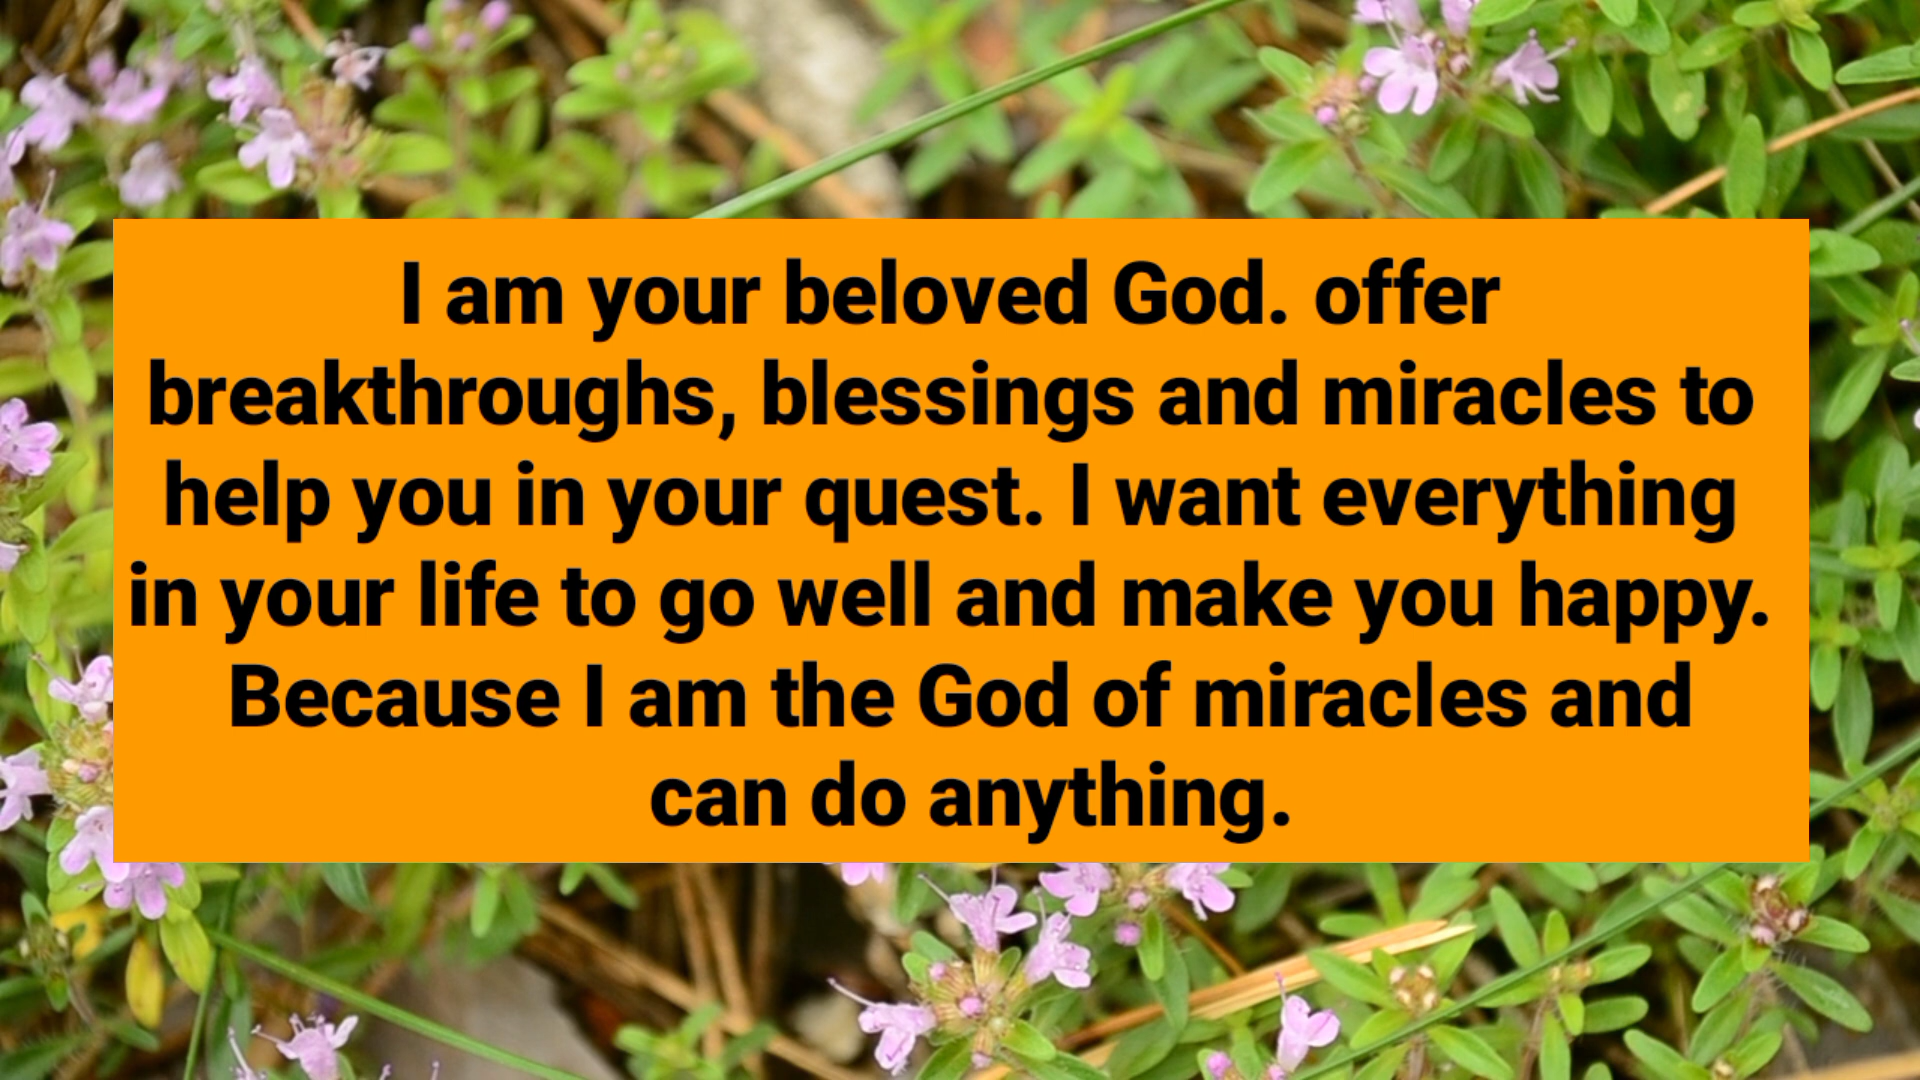 I am your beloved God. offer
breakthroughs, blessings and miracles to
help you in your quest. I want everything
in your life to go well and make you happy.
Because I am the God of miracles and
can do anything.